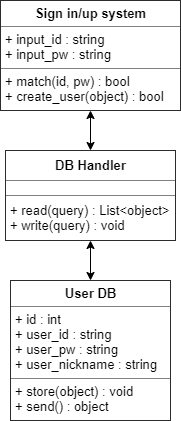 Sign in/up system
+ input_id : string
+ input_pw : string
+ match(id, pw) : bool
+ create_user(object) : bool
DB Handler
+ read(query) : List<object>
+ write(query) : void
User DB
+ id : int
+ user_id : string
+ user_pw : string
+ user_nickname : string
+ store(object) : void
+ send() : object